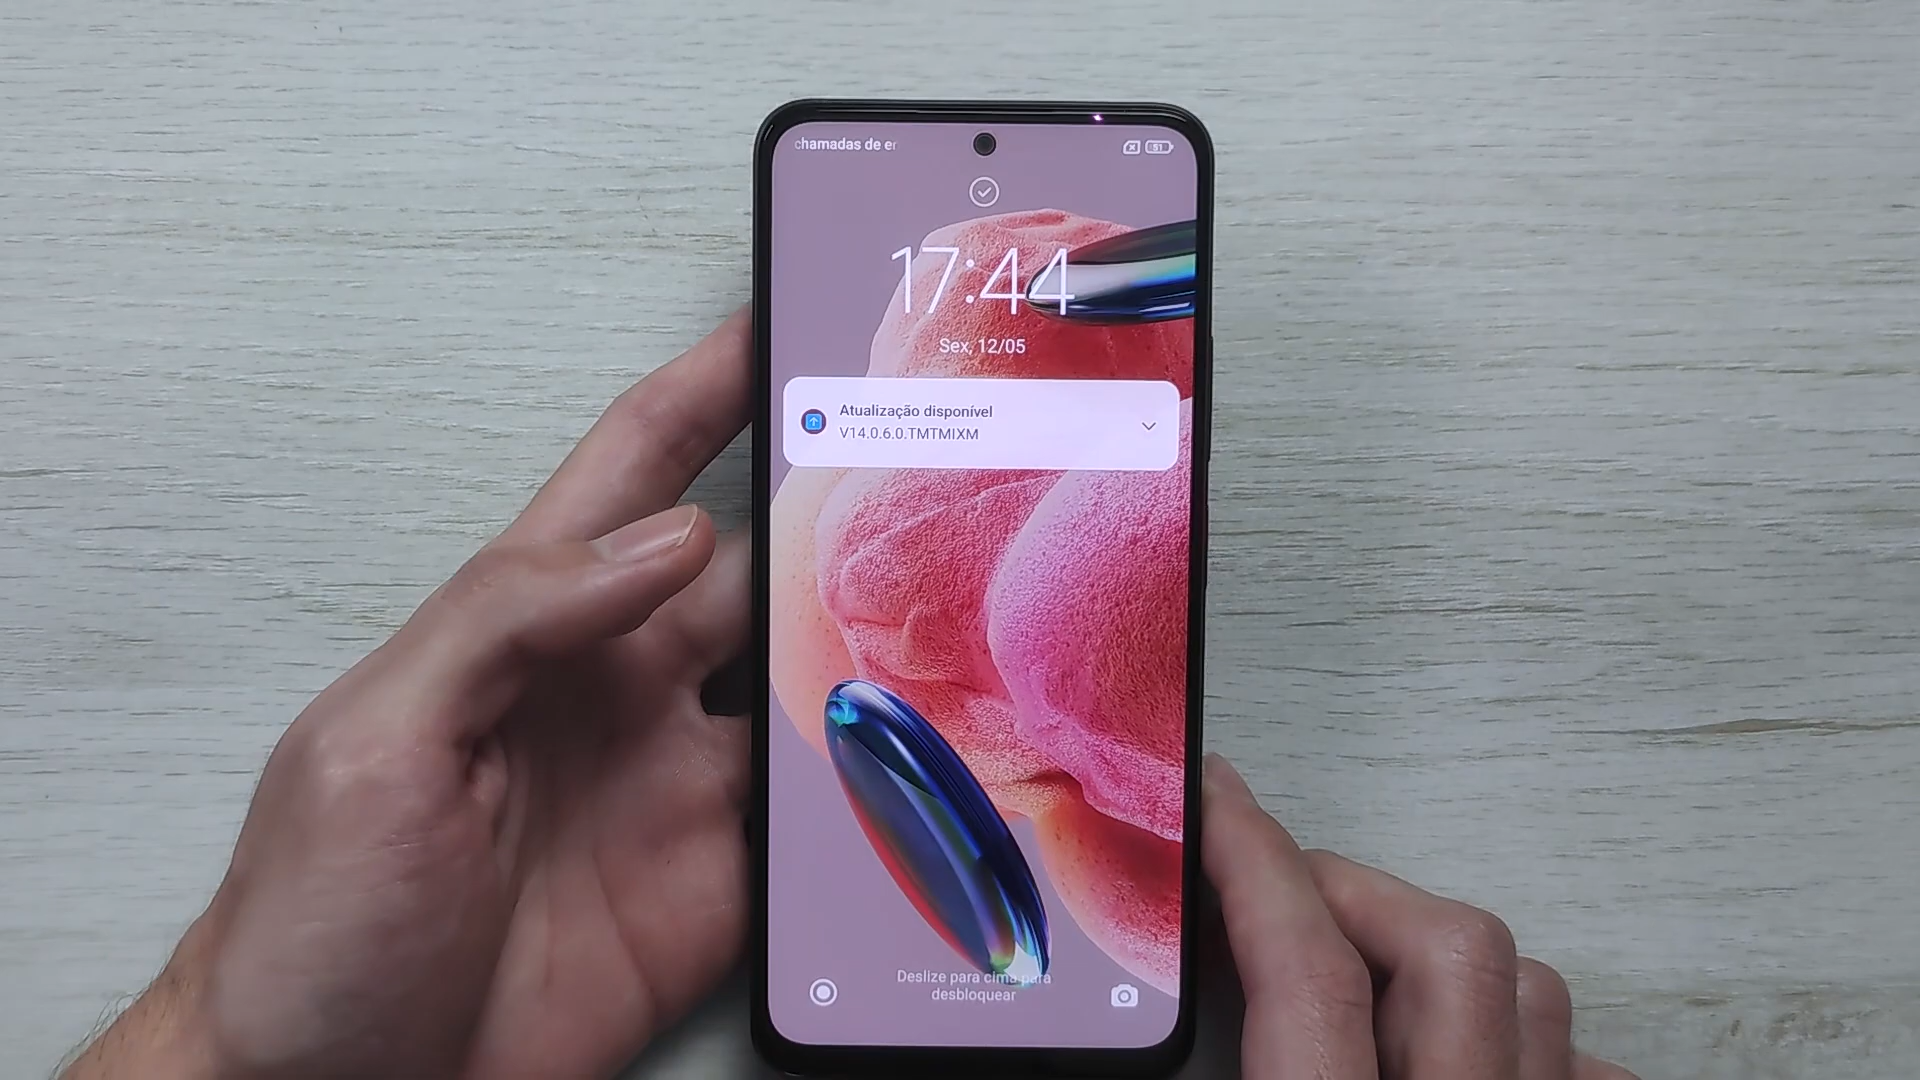 chamadas de er
51
17:44
Sex, 12/05
Atualização disponível
V14.0.6.0.TMTMIXM
Deslize para cima para
desbloquear